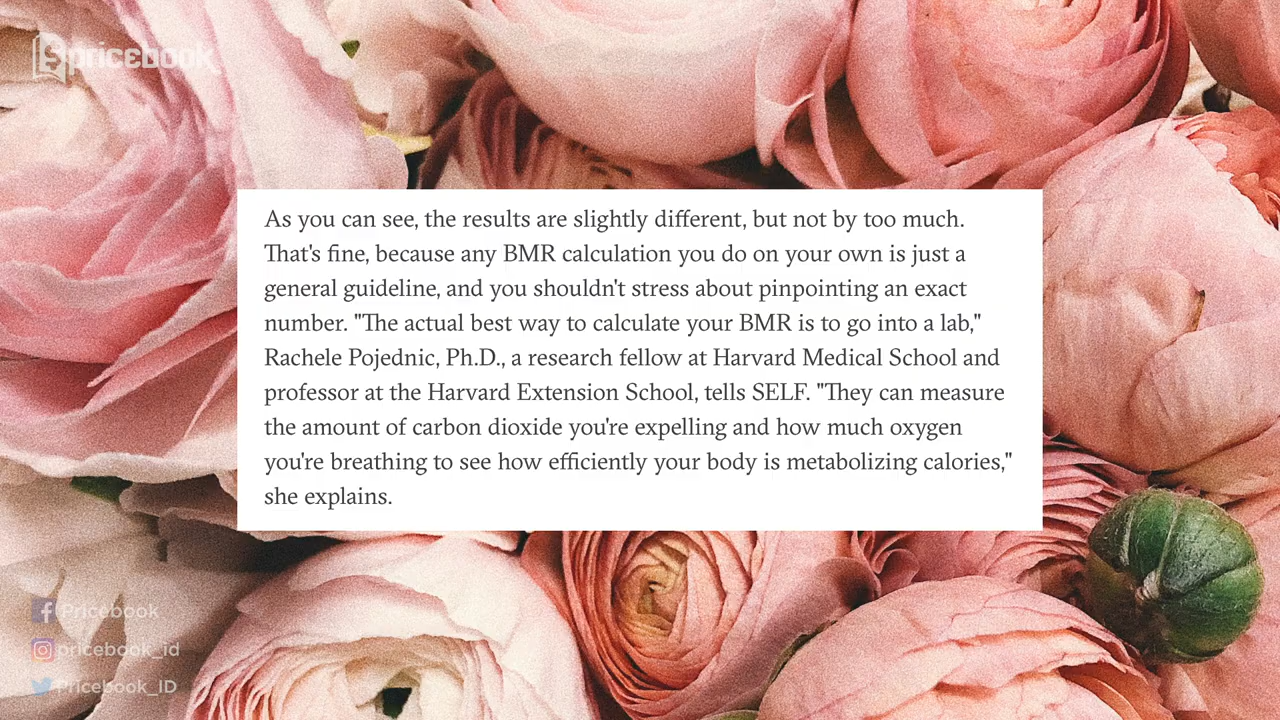 pricebook
As you can see, the results are slightly different, but not by too much.
That's fine, because any BMR calculation you do on your own is just a
general guideline, and you shouldn't stress about pinpointing an exact
number. "The actual best way to calculate your BMR is to go into a lab,"
Rachele Pojednic, Ph.D., a research fellow at Harvard Medical School and
professor at the Harvard Extension School, tells SELF. "They can measure
the amount of carbon dioxide you're expelling and how much oxygen
you're breathing to see how efficiently your body is metabolizing calories,"
she explains.
Pricebook
pricebook_id
Pricebook_ID